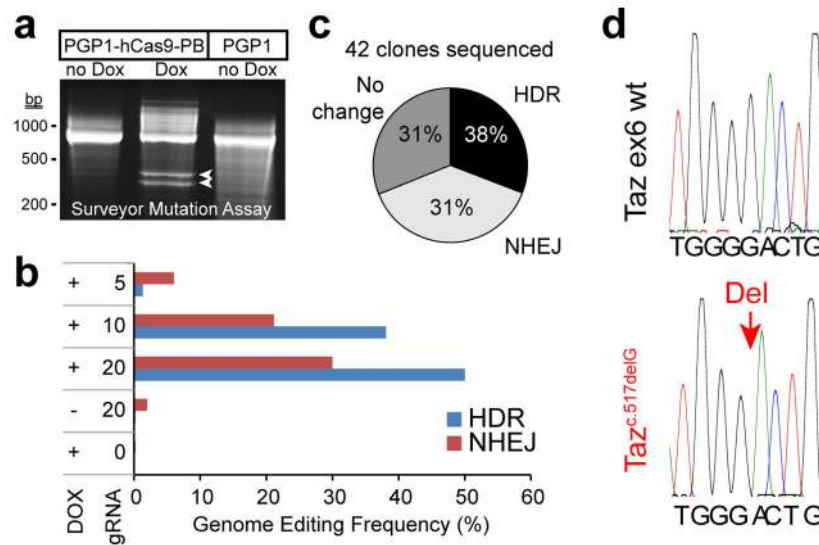 a
PGP1-hCas9-PB PGP1
no Dox Dox no Dox
bp
1000
500
200
Surveyor Mutation Assay
c
42 clones sequenced
No change
HDR
31% 38%
31%
NHEJ
d
Taz ex6 wt
TGGGGACTG
Del
Taz c.517delG
TGGGACTG
b
+ 5
+ 10
+ 20
- 20
+ 0
DOX gRNA
0 10 20 30 40 50 60
Genome Editing Frequency (%)
HDR
NHEJ